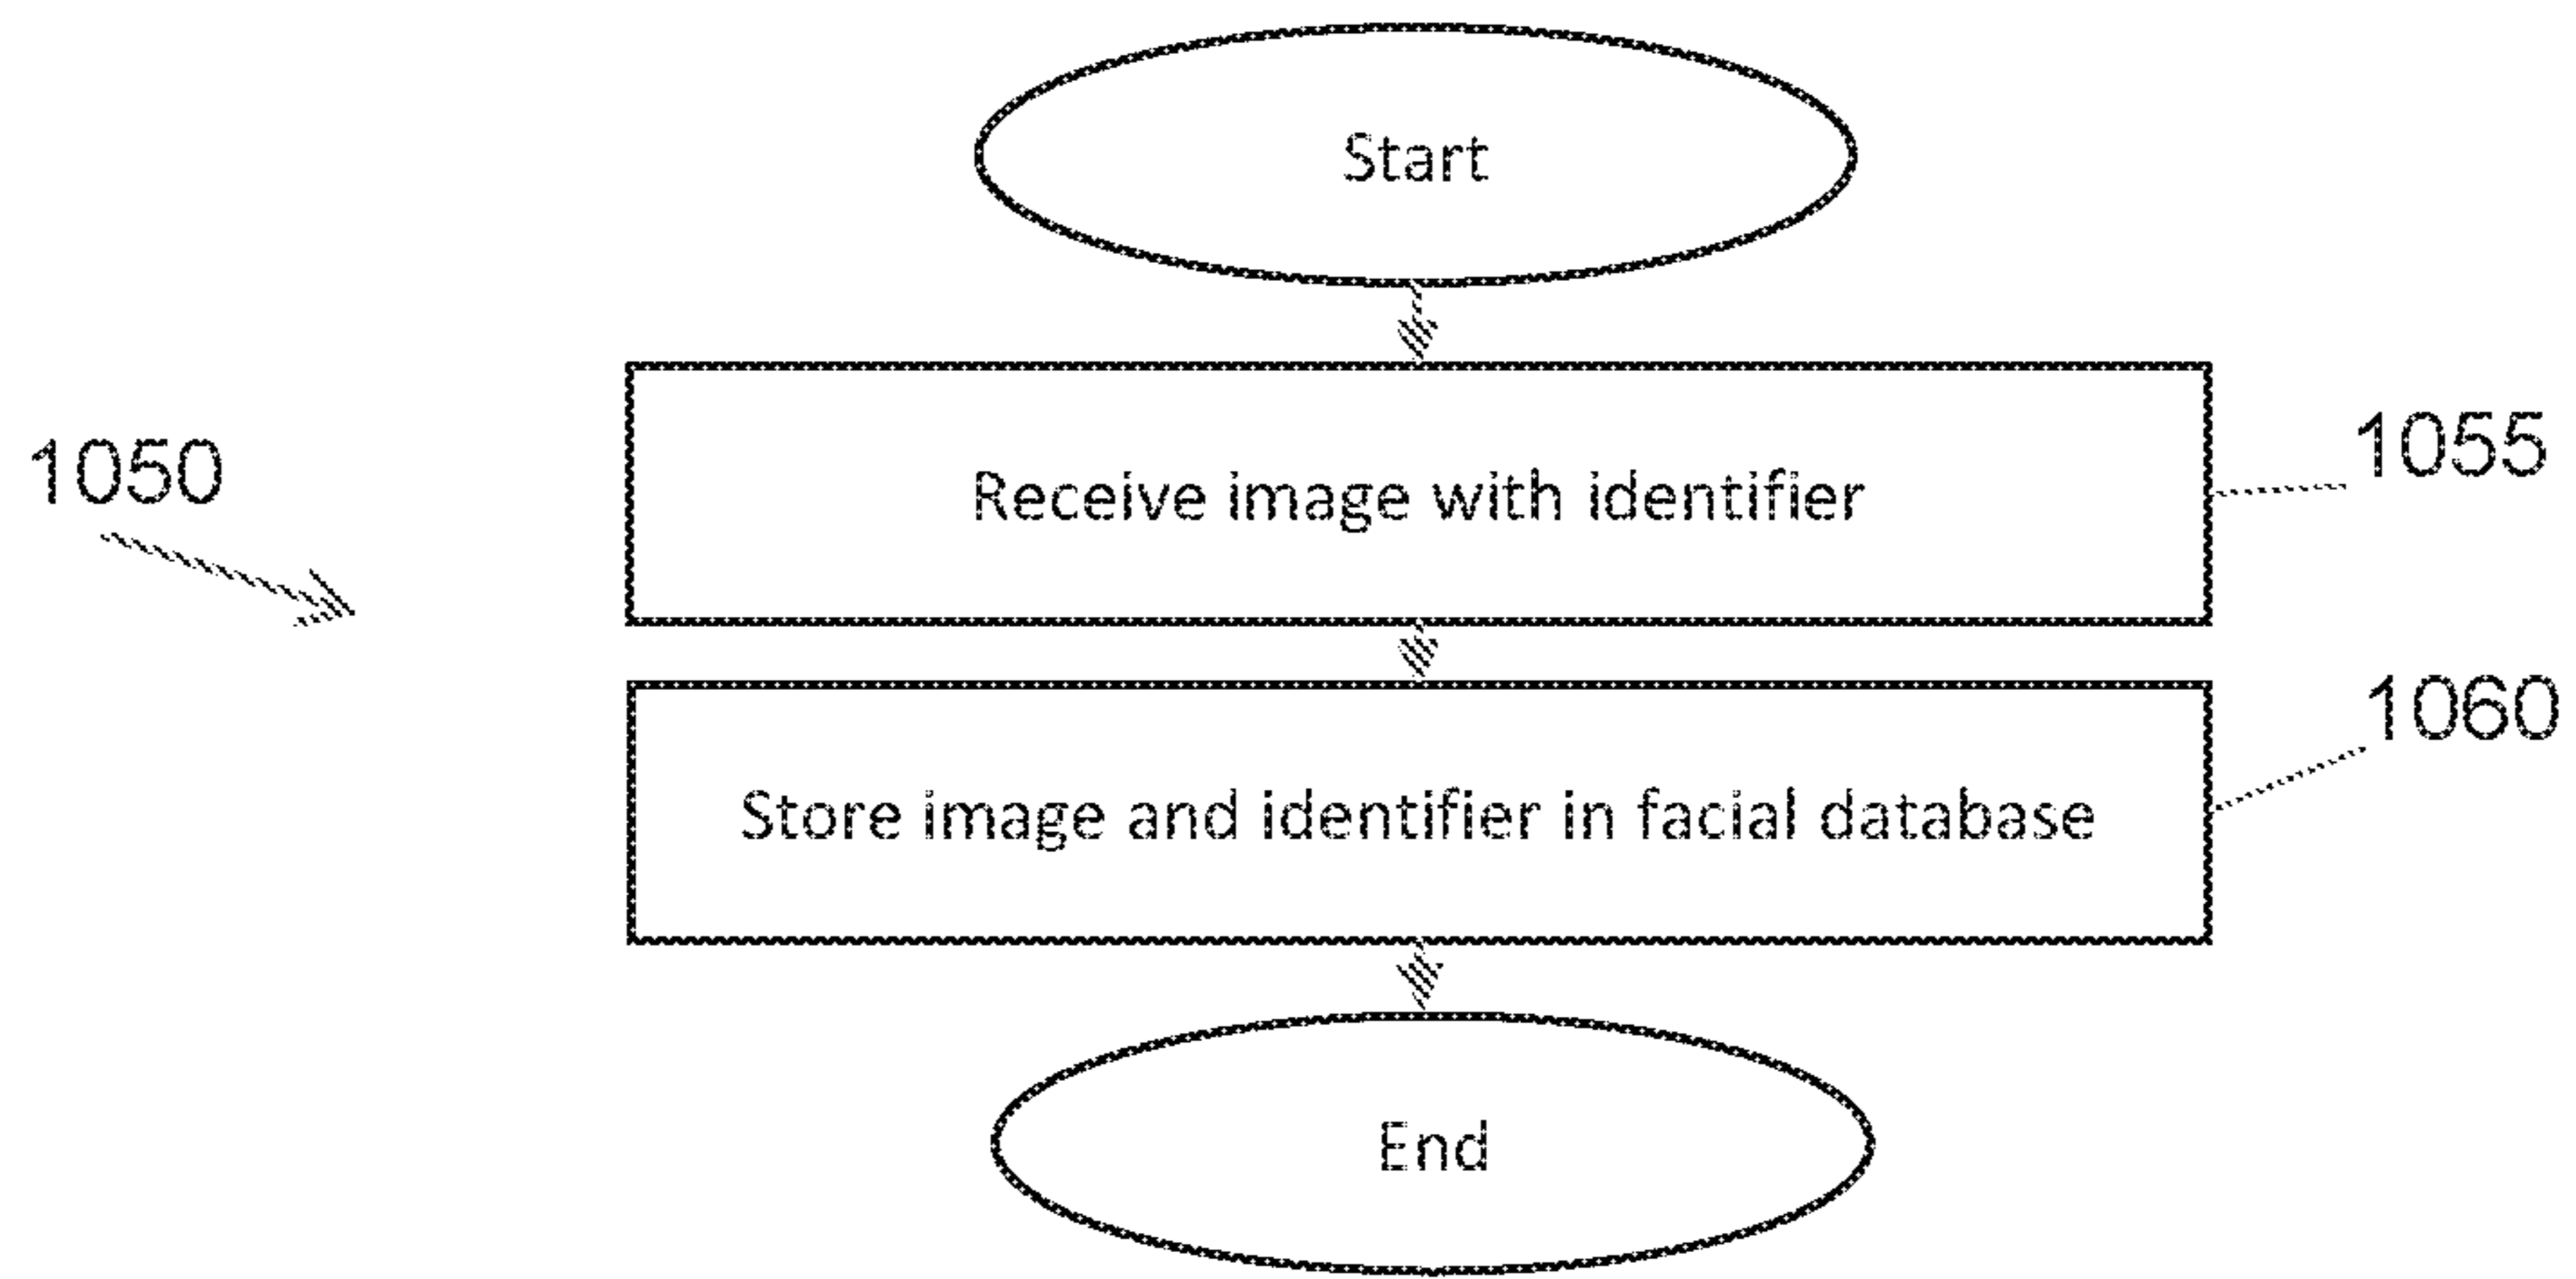 Start
1050
Receive image with identifier
1055
Store image and identifier in facial database
1060
End